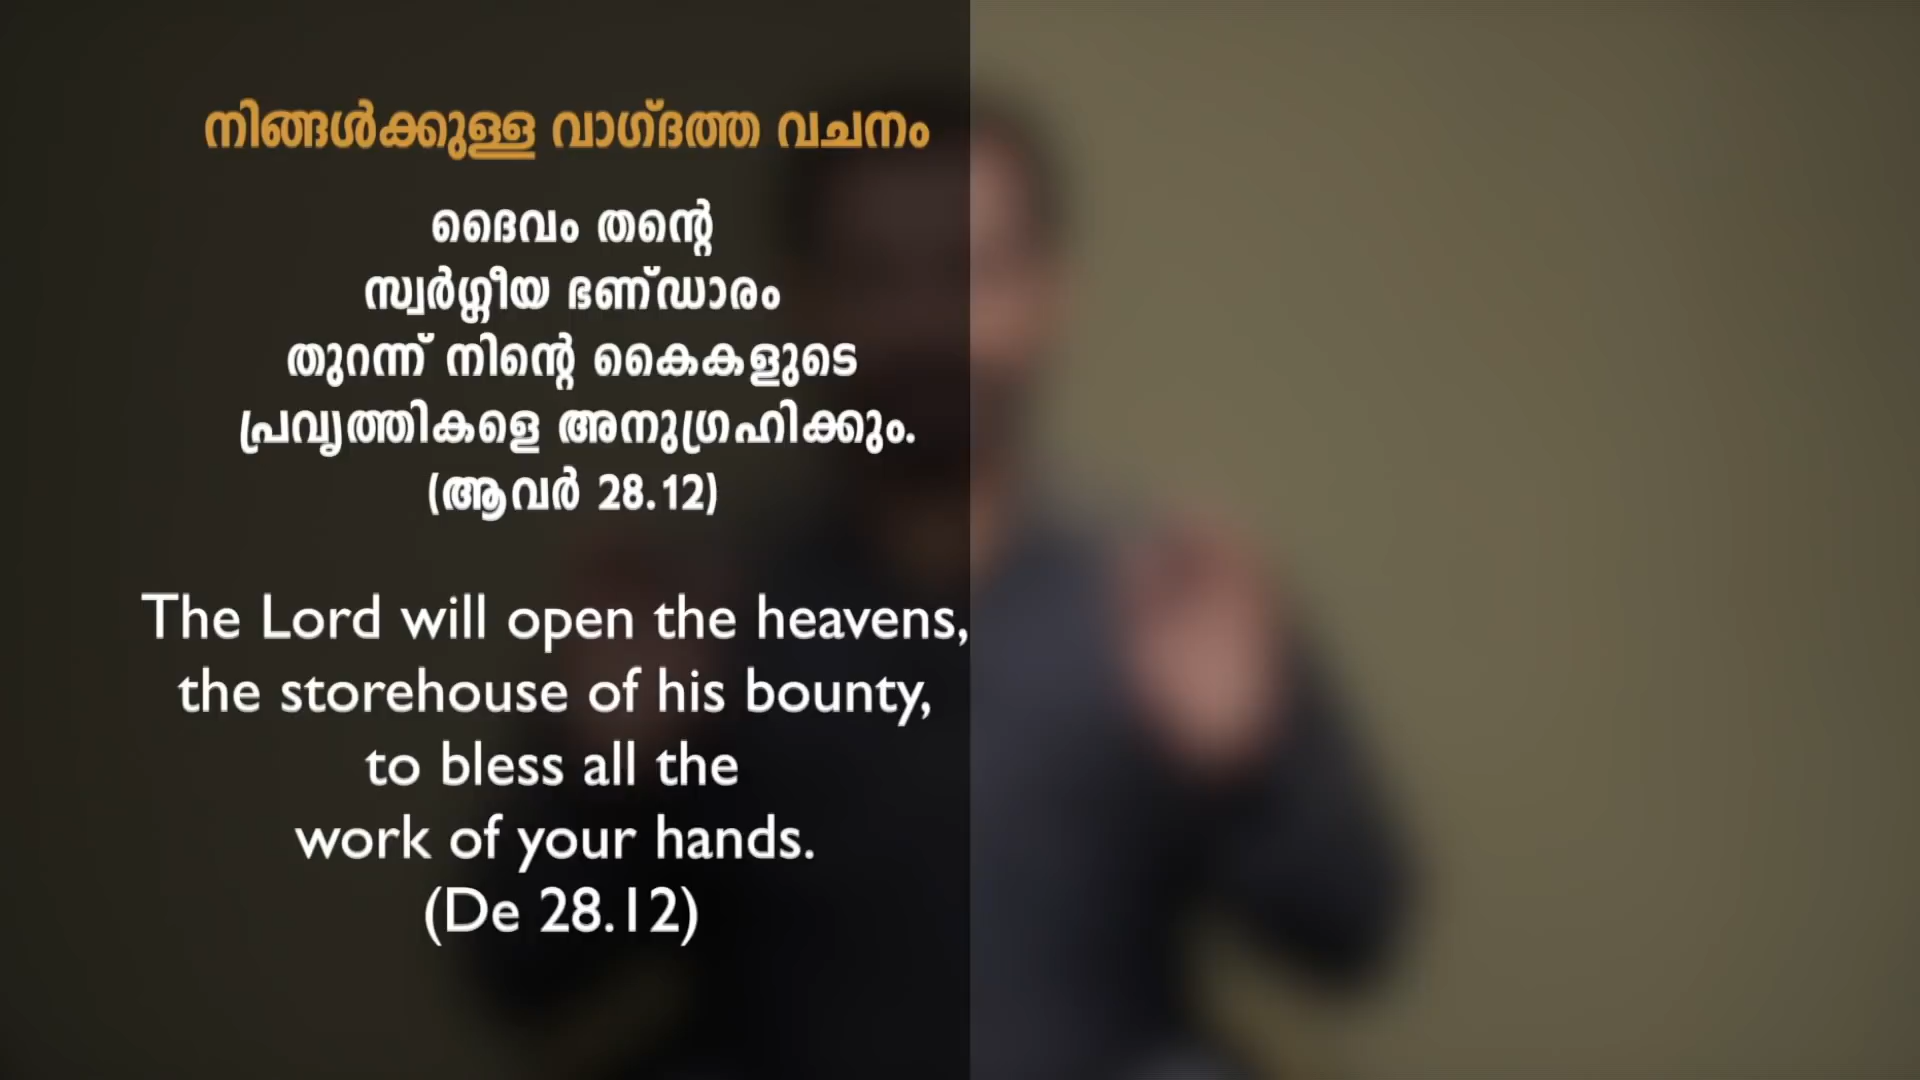 നിങ്ങൾക്കുള്ള വാഗ്ദത്ത വചനം
ദൈവം തന്റെ
സ്വർഗ്ഗീയ ഭണ്ഡാരം
തുറന്ന് നിന്റെ കൈകളുടെ
പ്രവൃത്തികളെ അനുഗ്രഹിക്കും.
(ആവർ 28.12)
The Lord will open the heavens,
the storehouse of his bounty,
to bless all the
work of your hands.
(De 28.12)